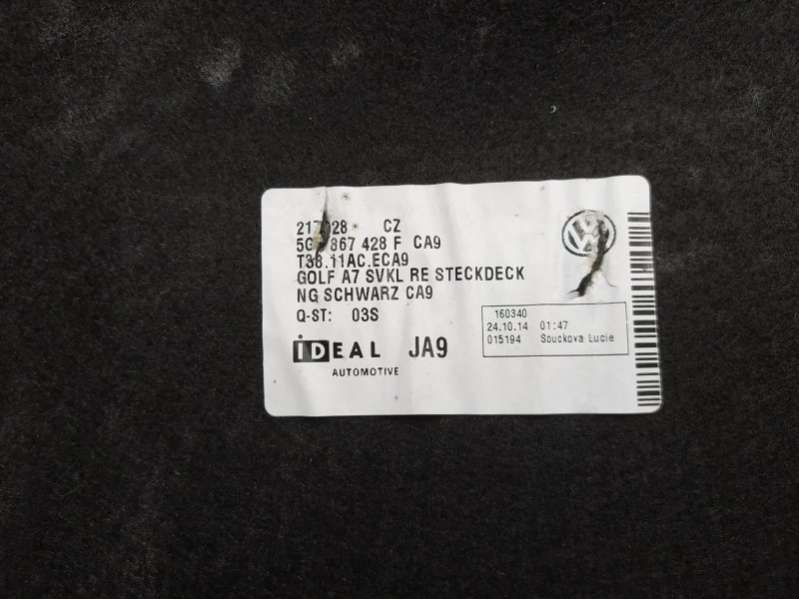 CZ
867 428 F CA9
T38.11AC.ECA9
GOLF A7 SVKL RE STECKDECK
NG SCHWARZ CA9
Q-ST: 03S
iDEAL JA9
AUTOMOTIVE
160340
24.10.14 01:47
015194 Souckova Lucie